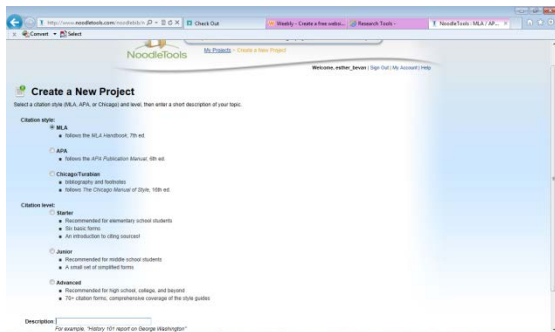 http://www.noodletools.com/noodlebib/n
Check Out
Weebly - Create a free websi...
Research Tools -
NoodleTools - MLA / AP...
Convert
Select
NoodleTools
My Projects > Create a New Project
Welcome, esther_bevan | Sign Out | My Account | Help
Create a New Project
Select a citation style (MLA, APA, or Chicago) and level, then enter a short description of your topic.
Citation style:
MLA
follows the MLA Handbook, 7th ed.
APA
follows the APA Publication Manual, 6th ed.
Chicago/Turabian
bibliography and footnotes
follows The Chicago Manual of Style, 16th ed.
Citation level:
Starter
Recommended for elementary school students
Six basic forms
An introduction to citing sources!
Junior
Recommended for middle school students
A small set of simplified forms
Advanced
Recommended for high school, college, and beyond
70+ citation forms, comprehensive coverage of the style guides
Description:
For example, "History 101 report on George Washington"